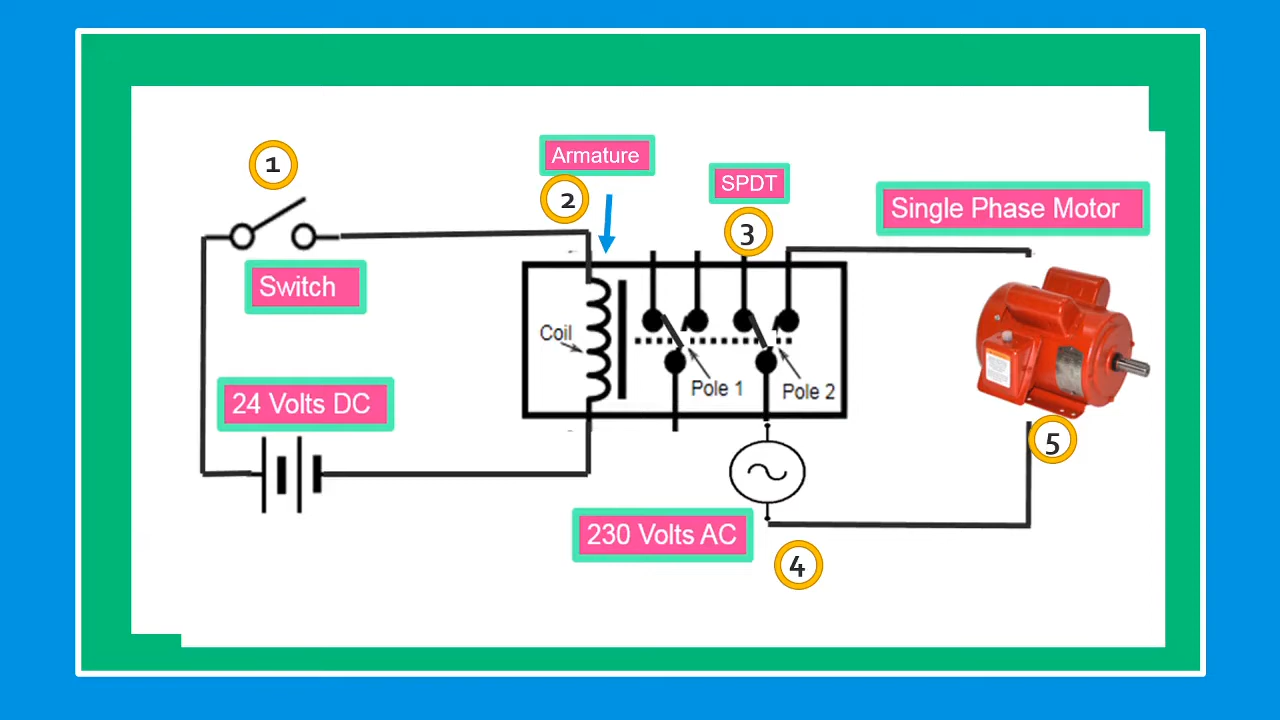 1
Armature
2
SPDT
3
Single Phase Motor
Switch
Coil
Pole 1
Pole 2
24 Volts DC
5
230 Volts AC
4